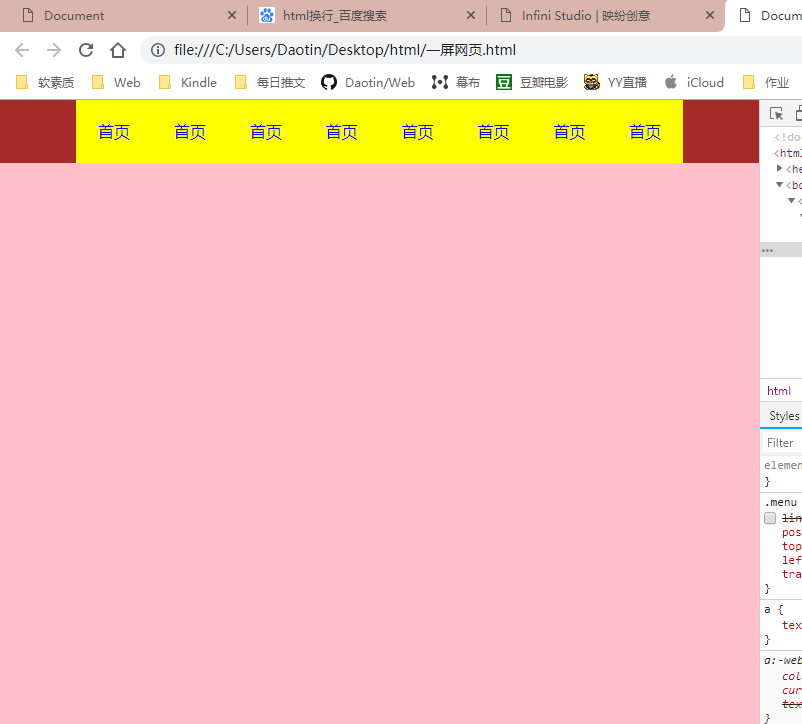 Document html换行_百度搜索 Infini Studio | 映纷创意 Docum
file:///C:/Users/Daotin/Desktop/html/一屏网页.html
软素质 Web Kindle 每日推文 Daotin/Web 幕布 豆瓣电影 YY直播 iCloud 作业
首页 首页 首页 首页 首页 首页 首页 首页
<!doc
<html
<he
<bo
<
...
html
Styles
Filter
elemen
}
.menu
lin
pos
top
lef
tra
}
a {
tex
}
a:-web
col
cur
tex
}